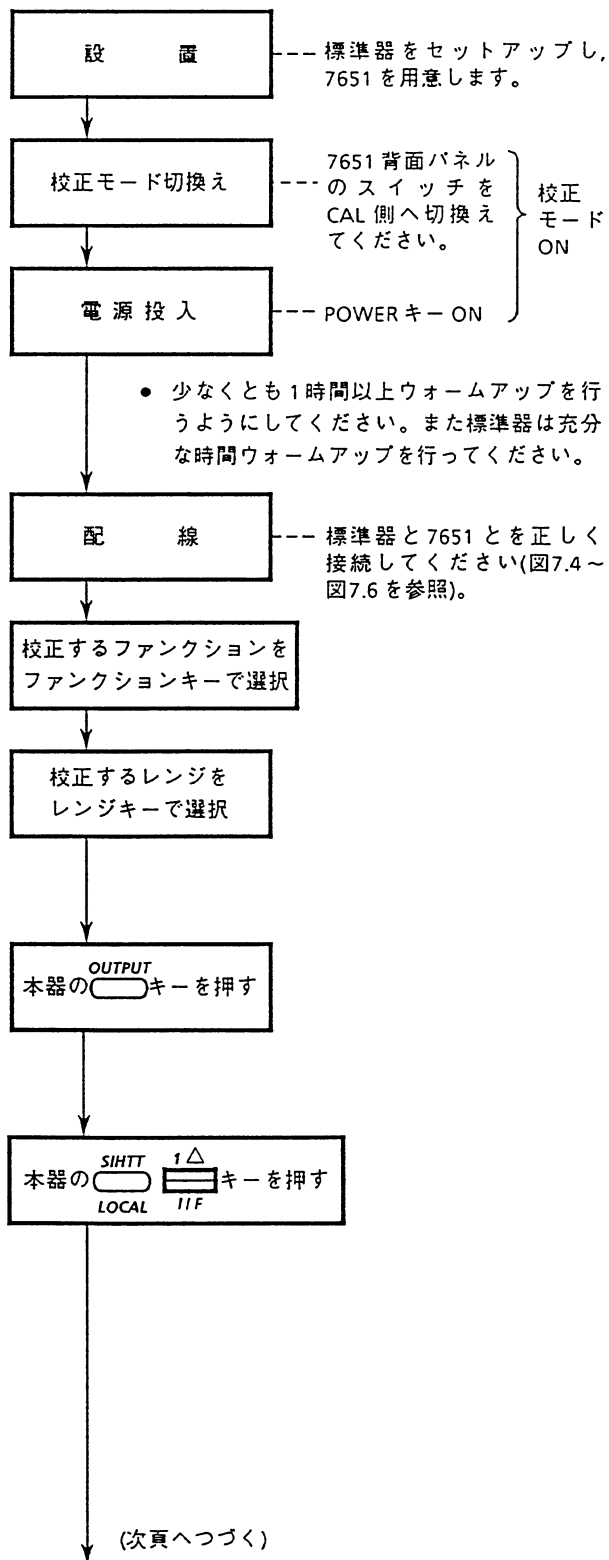 設 置
標準器をセットアップし,
7651を用意します。
校正モード切換え
7651背面パネル
のスイッチを
CAL側へ切換え
てください。
校正
モード
ON
電源投入
POWERキーON
● 少なくとも1時間以上ウォームアップを行
うようにしてください。また標準器は充分
な時間ウォームアップを行ってください。
配 線
標準器と7651とを正しく
接続してください(図7.4～
図7.6を参照)。
校正するファンクションを
ファンクションキーで選択
校正するレンジを
レンジキーで選択
OUTPUT
本器の キーを押す
SIHTT 1△
本器の キーを押す
LOCAL I/F
(次頁へつづく)